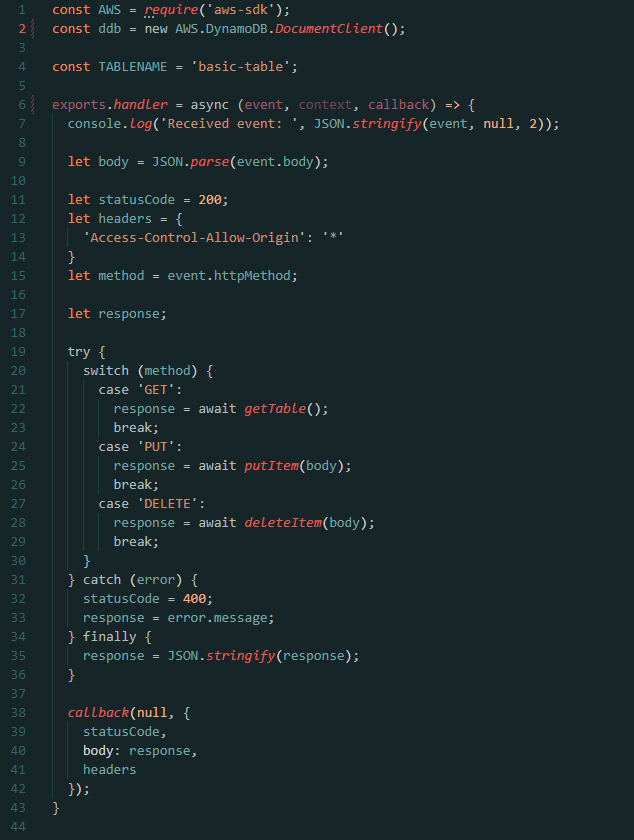 1 const AWS = require('aws-sdk');
2 const ddb = new AWS.DynamoDB.DocumentClient();
3
4 const TABLENAME = 'basic-table';
5
6 exports.handler = async (event, context, callback) => {
7   console.log('Received event: ', JSON.stringify(event, null, 2));
8
9   let body = JSON.parse(event.body);
10
11   let statusCode = 200;
12   let headers = {
13     'Access-Control-Allow-Origin': '*'
14   }
15   let method = event.httpMethod;
16
17   let response;
18
19   try {
20     switch (method) {
21       case 'GET':
22         response = await getTable();
23         break;
24       case 'PUT':
25         response = await putItem(body);
26         break;
27       case 'DELETE':
28         response = await deleteItem(body);
29         break;
30     }
31   } catch (error) {
32     statusCode = 400;
33     response = error.message;
34   } finally {
35     response = JSON.stringify(response);
36   }
37
38   callback(null, {
39     statusCode,
40     body: response,
41     headers
42   });
43 }
44